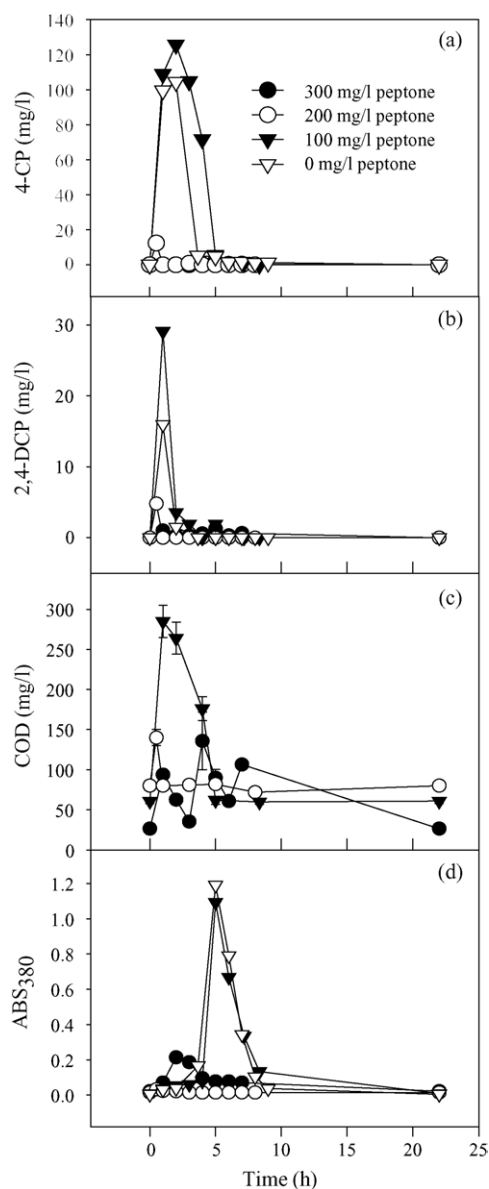 140
(a)
120
300 mg/l peptone
100
200 mg/l peptone
80
100 mg/l peptone
60
0 mg/l peptone
40
20
0
4-CP (mg/l)
(b)
30
20
10
0
2,4-DCP (mg/l)
(c)
300
250
200
150
100
50
0
COD (mg/l)
(d)
1.2
1.0
0.8
0.6
0.4
0.2
0.0
ABS380
0 5 10 15 20 25
Time (h)